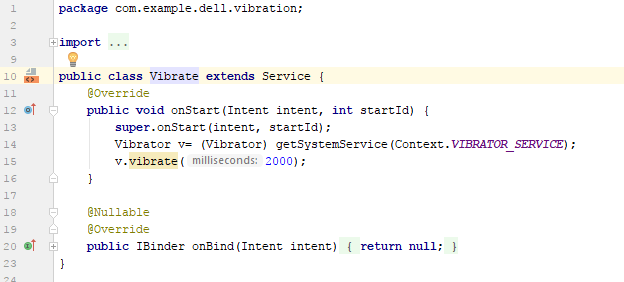 1 package com.example.dell.vibration;
2
3 import ...
9
10 public class Vibrate extends Service {
11 @Override
12 public void onStart(Intent intent, int startId) {
13 super.onStart(intent, startId);
14 Vibrator v= (Vibrator) getSystemService(Context.VIBRATOR_SERVICE);
15 v.vibrate( milliseconds: 2000);
16 }
17
18 @Nullable
19 @Override
20 public IBinder onBind(Intent intent) { return null; }
23 }
24